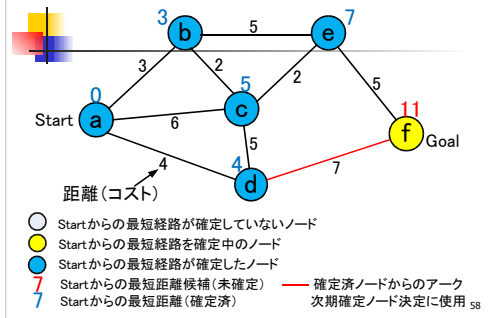 3
b
5
e
7
3
2
5
2
0
Start
a
6
c
5
11
f
Goal
4
5
4
d
7
距離(コスト)
Startからの最短経路が確定していないノード
Startからの最短経路を確定中のノード
Startからの最短経路が確定したノード
7 Startからの最短距離候補(未確定) 確定済ノードからのアーク
7 Startからの最短距離(確定済) 次期確定ノード決定に使用 58